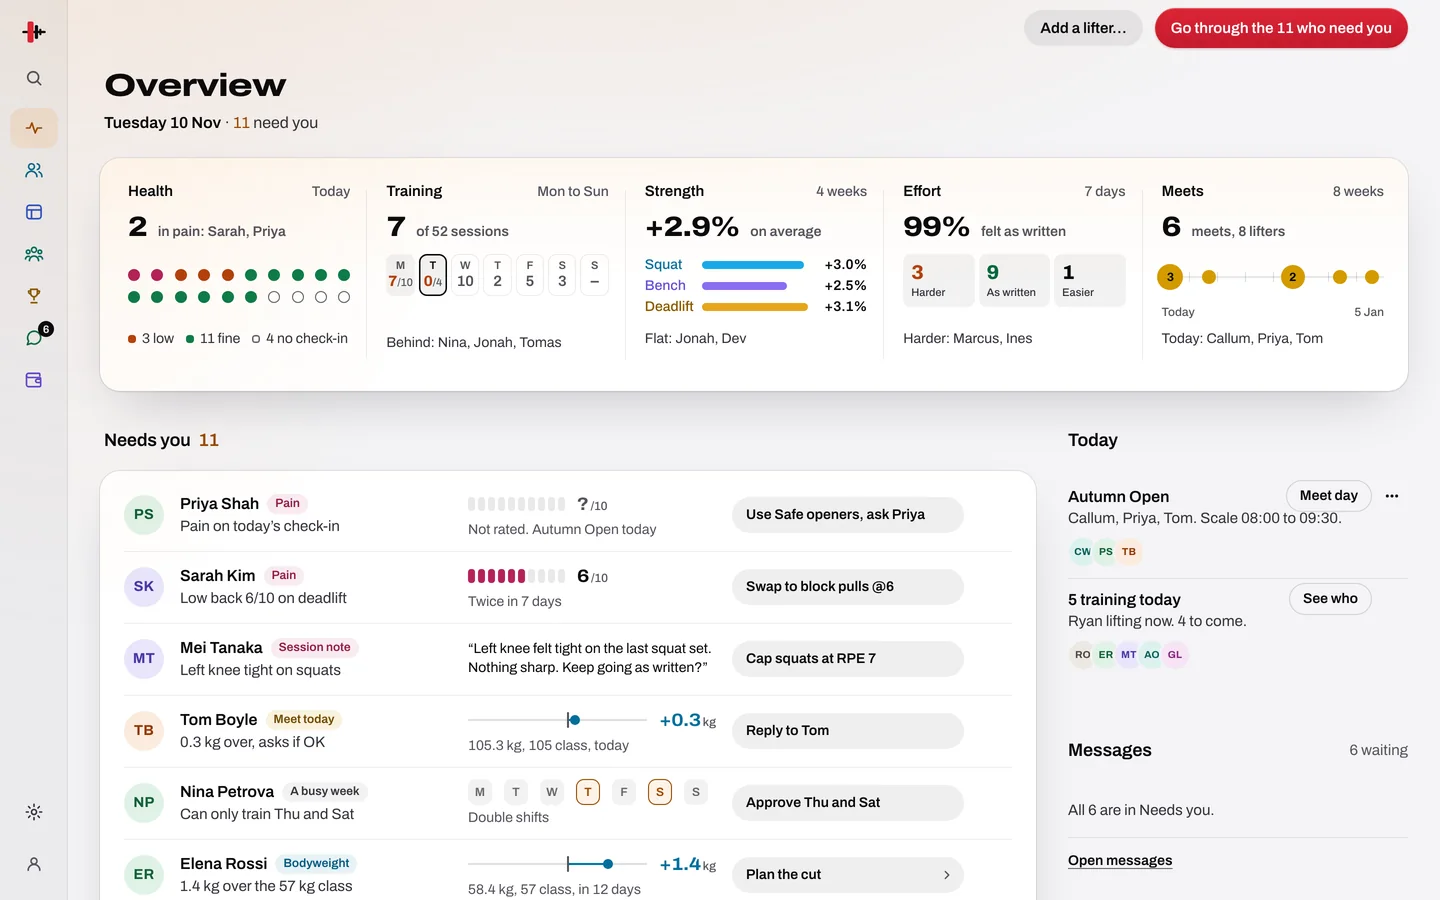 Add a lifter…
Go through the 11 who need you
Overview
Tuesday 10 Nov · 11 need you
Health
Today
2 in pain: Sarah, Priya
3 low
11 fine
4 no check-in
Training
Mon to Sun
7 of 52 sessions
M T W T F S S
7/10 0/4 10 2 5 3 –
Behind: Nina, Jonah, Tomas
Strength
4 weeks
+2.9% on average
Squat +3.0%
Bench +2.5%
Deadlift +3.1%
Flat: Jonah, Dev
Effort
7 days
99% felt as written
3 9 1
Harder As written Easier
Harder: Marcus, Ines
Meets
8 weeks
6 meets, 8 lifters
3 2
Today 5 Jan
Today: Callum, Priya, Tom
6
Needs you 11
PS
Priya Shah Pain
Pain on today’s check-in
?/10
Not rated. Autumn Open today
Use Safe openers, ask Priya
SK
Sarah Kim Pain
Low back 6/10 on deadlift
6/10
Twice in 7 days
Swap to block pulls @6
MT
Mei Tanaka Session note
Left knee tight on squats
“Left knee felt tight on the last squat set.
Nothing sharp. Keep going as written?”
Cap squats at RPE 7
TB
Tom Boyle Meet today
0.3 kg over, asks if OK
+0.3 kg
105.3 kg, 105 class, today
Reply to Tom
NP
Nina Petrova A busy week
Can only train Thu and Sat
M T W T F S S
Double shifts
Approve Thu and Sat
ER
Elena Rossi Bodyweight
1.4 kg over the 57 kg class
+1.4 kg
58.4 kg, 57 class, in 12 days
Plan the cut
Today
Autumn Open
Meet day
Callum, Priya, Tom. Scale 08:00 to 09:30.
CW PS TB
5 training today
See who
Ryan lifting now. 4 to come.
RO ER MT AO GL
Messages
6 waiting
All 6 are in Needs you.
Open messages